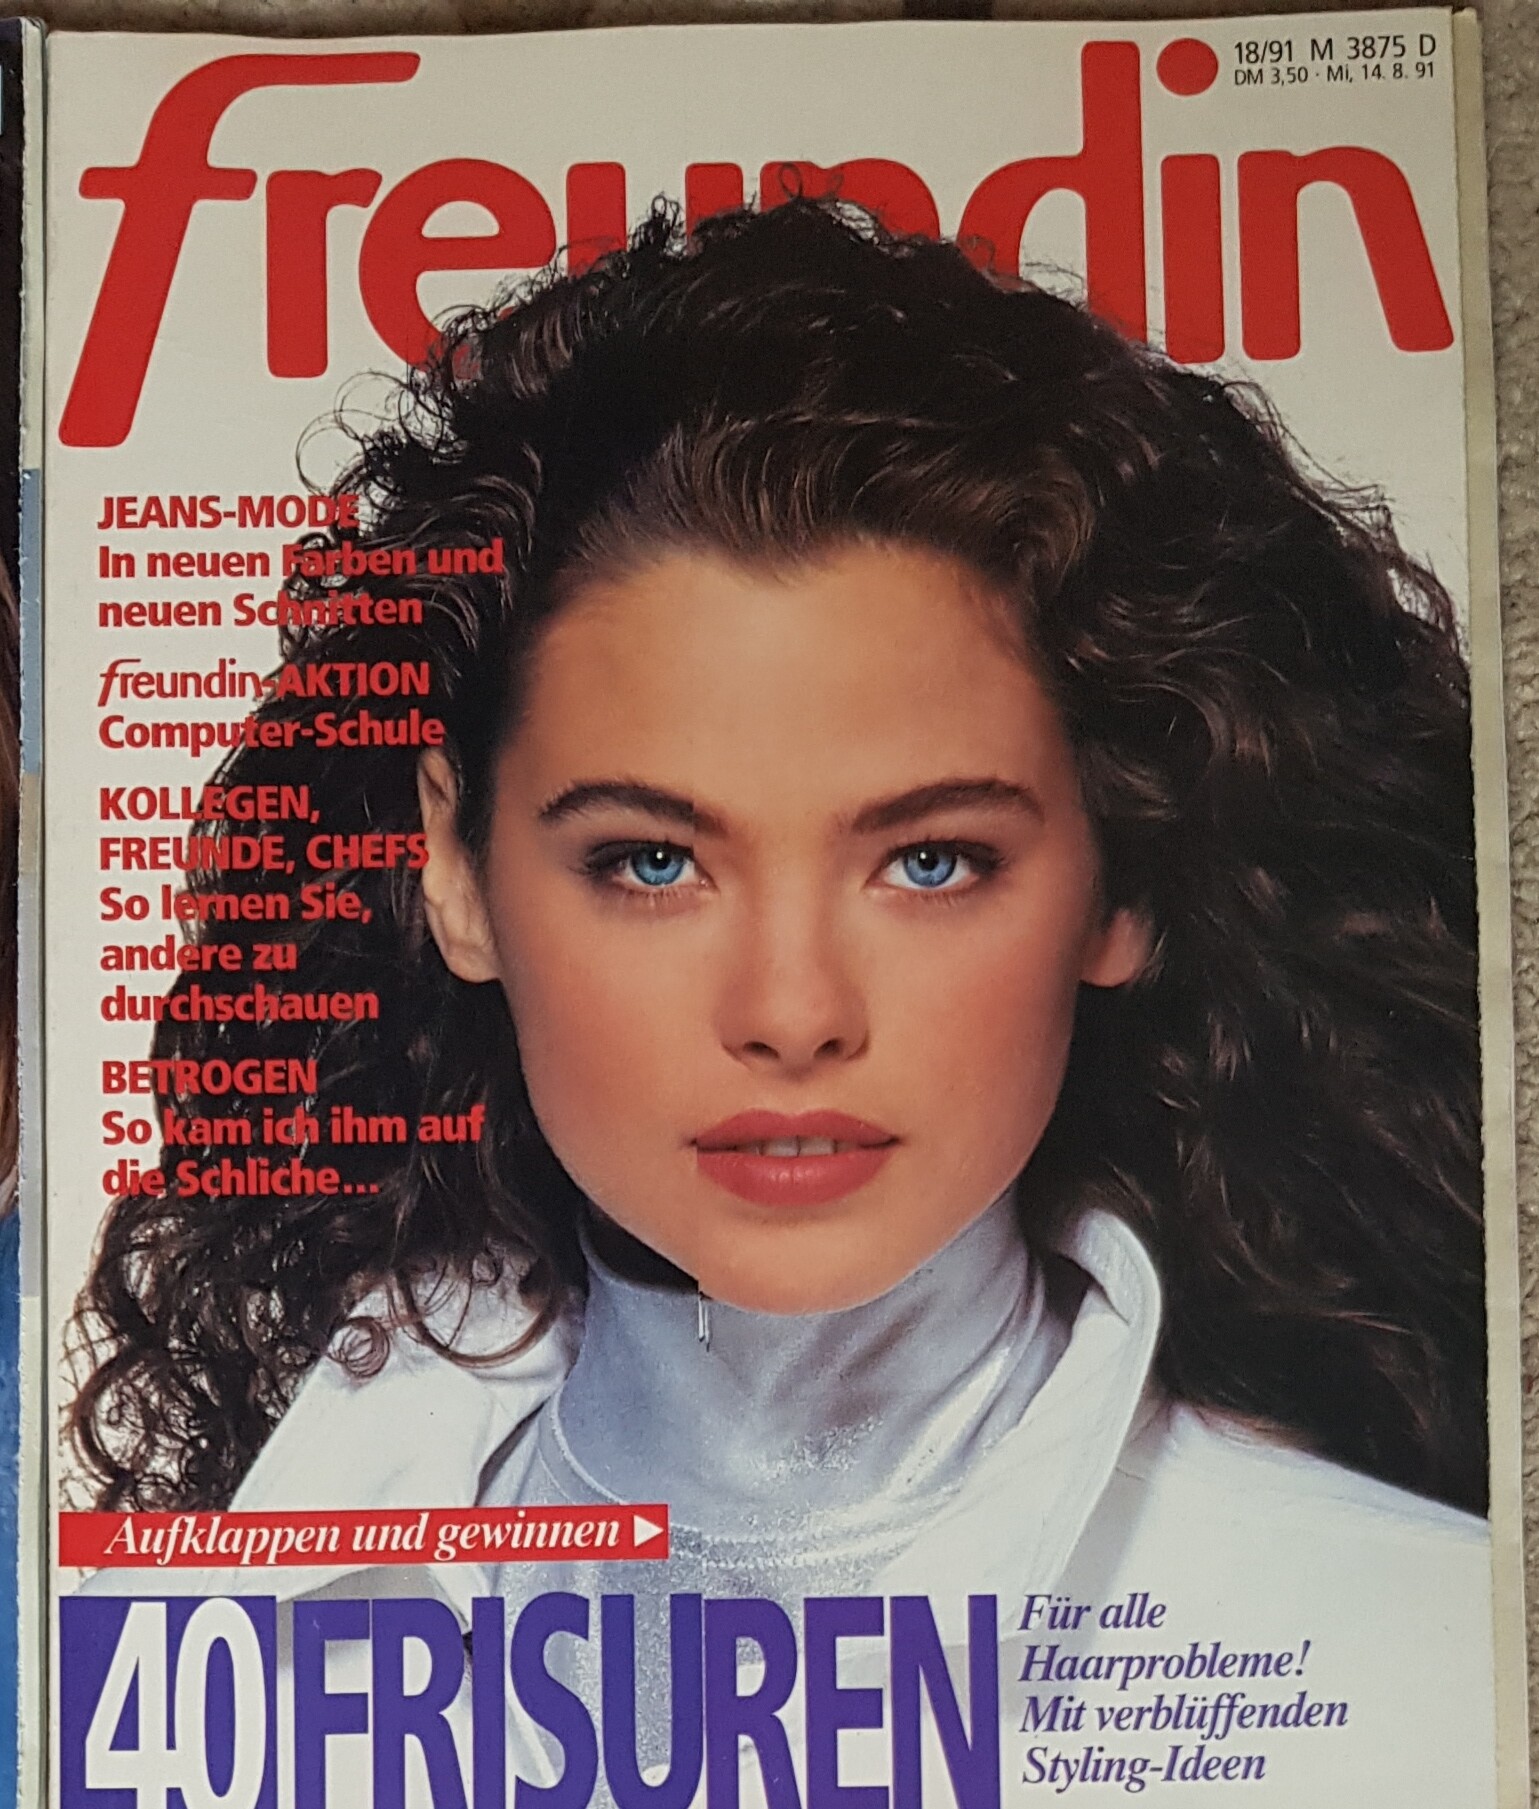 freundin
18/91 M 3875 D
DM 3,50 · Mi, 14. 8. 91
JEANS-MODE
In neuen Farben und
neuen Schnitten
freundin-AKTION
Computer-Schule
KOLLEGEN,
FREUNDE, CHEFS
So lernen Sie,
andere zu
durchschauen
BETROGEN
So kam ich ihm auf
die Schliche...
Aufklappen und gewinnen
40 FRISUREN
Für alle
Haarprobleme!
Mit verblüffenden
Styling-Ideen